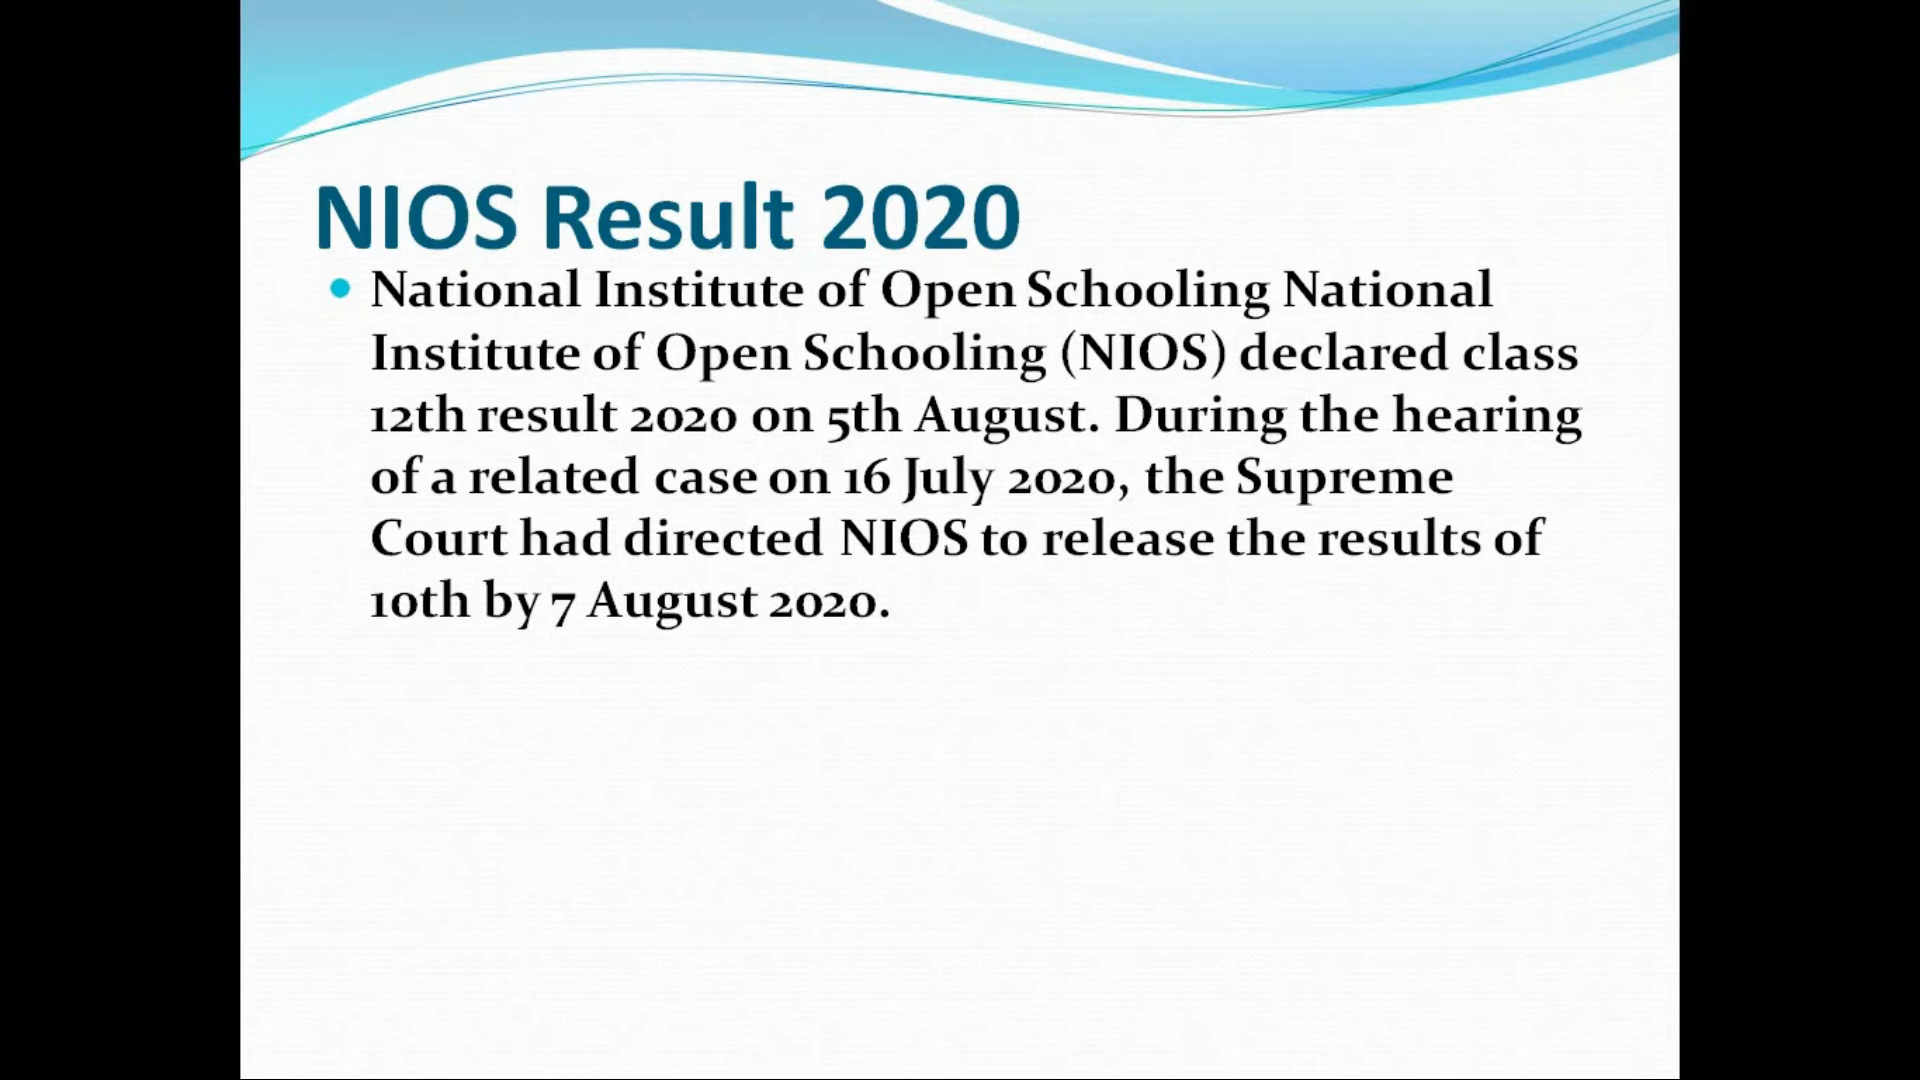 NIOS Result 2020
• National Institute of Open Schooling National
Institute of Open Schooling (NIOS) declared class
12th result 2020 on 5th August. During the hearing
of a related case on 16 July 2020, the Supreme
Court had directed NIOS to release the results of
10th by 7 August 2020.